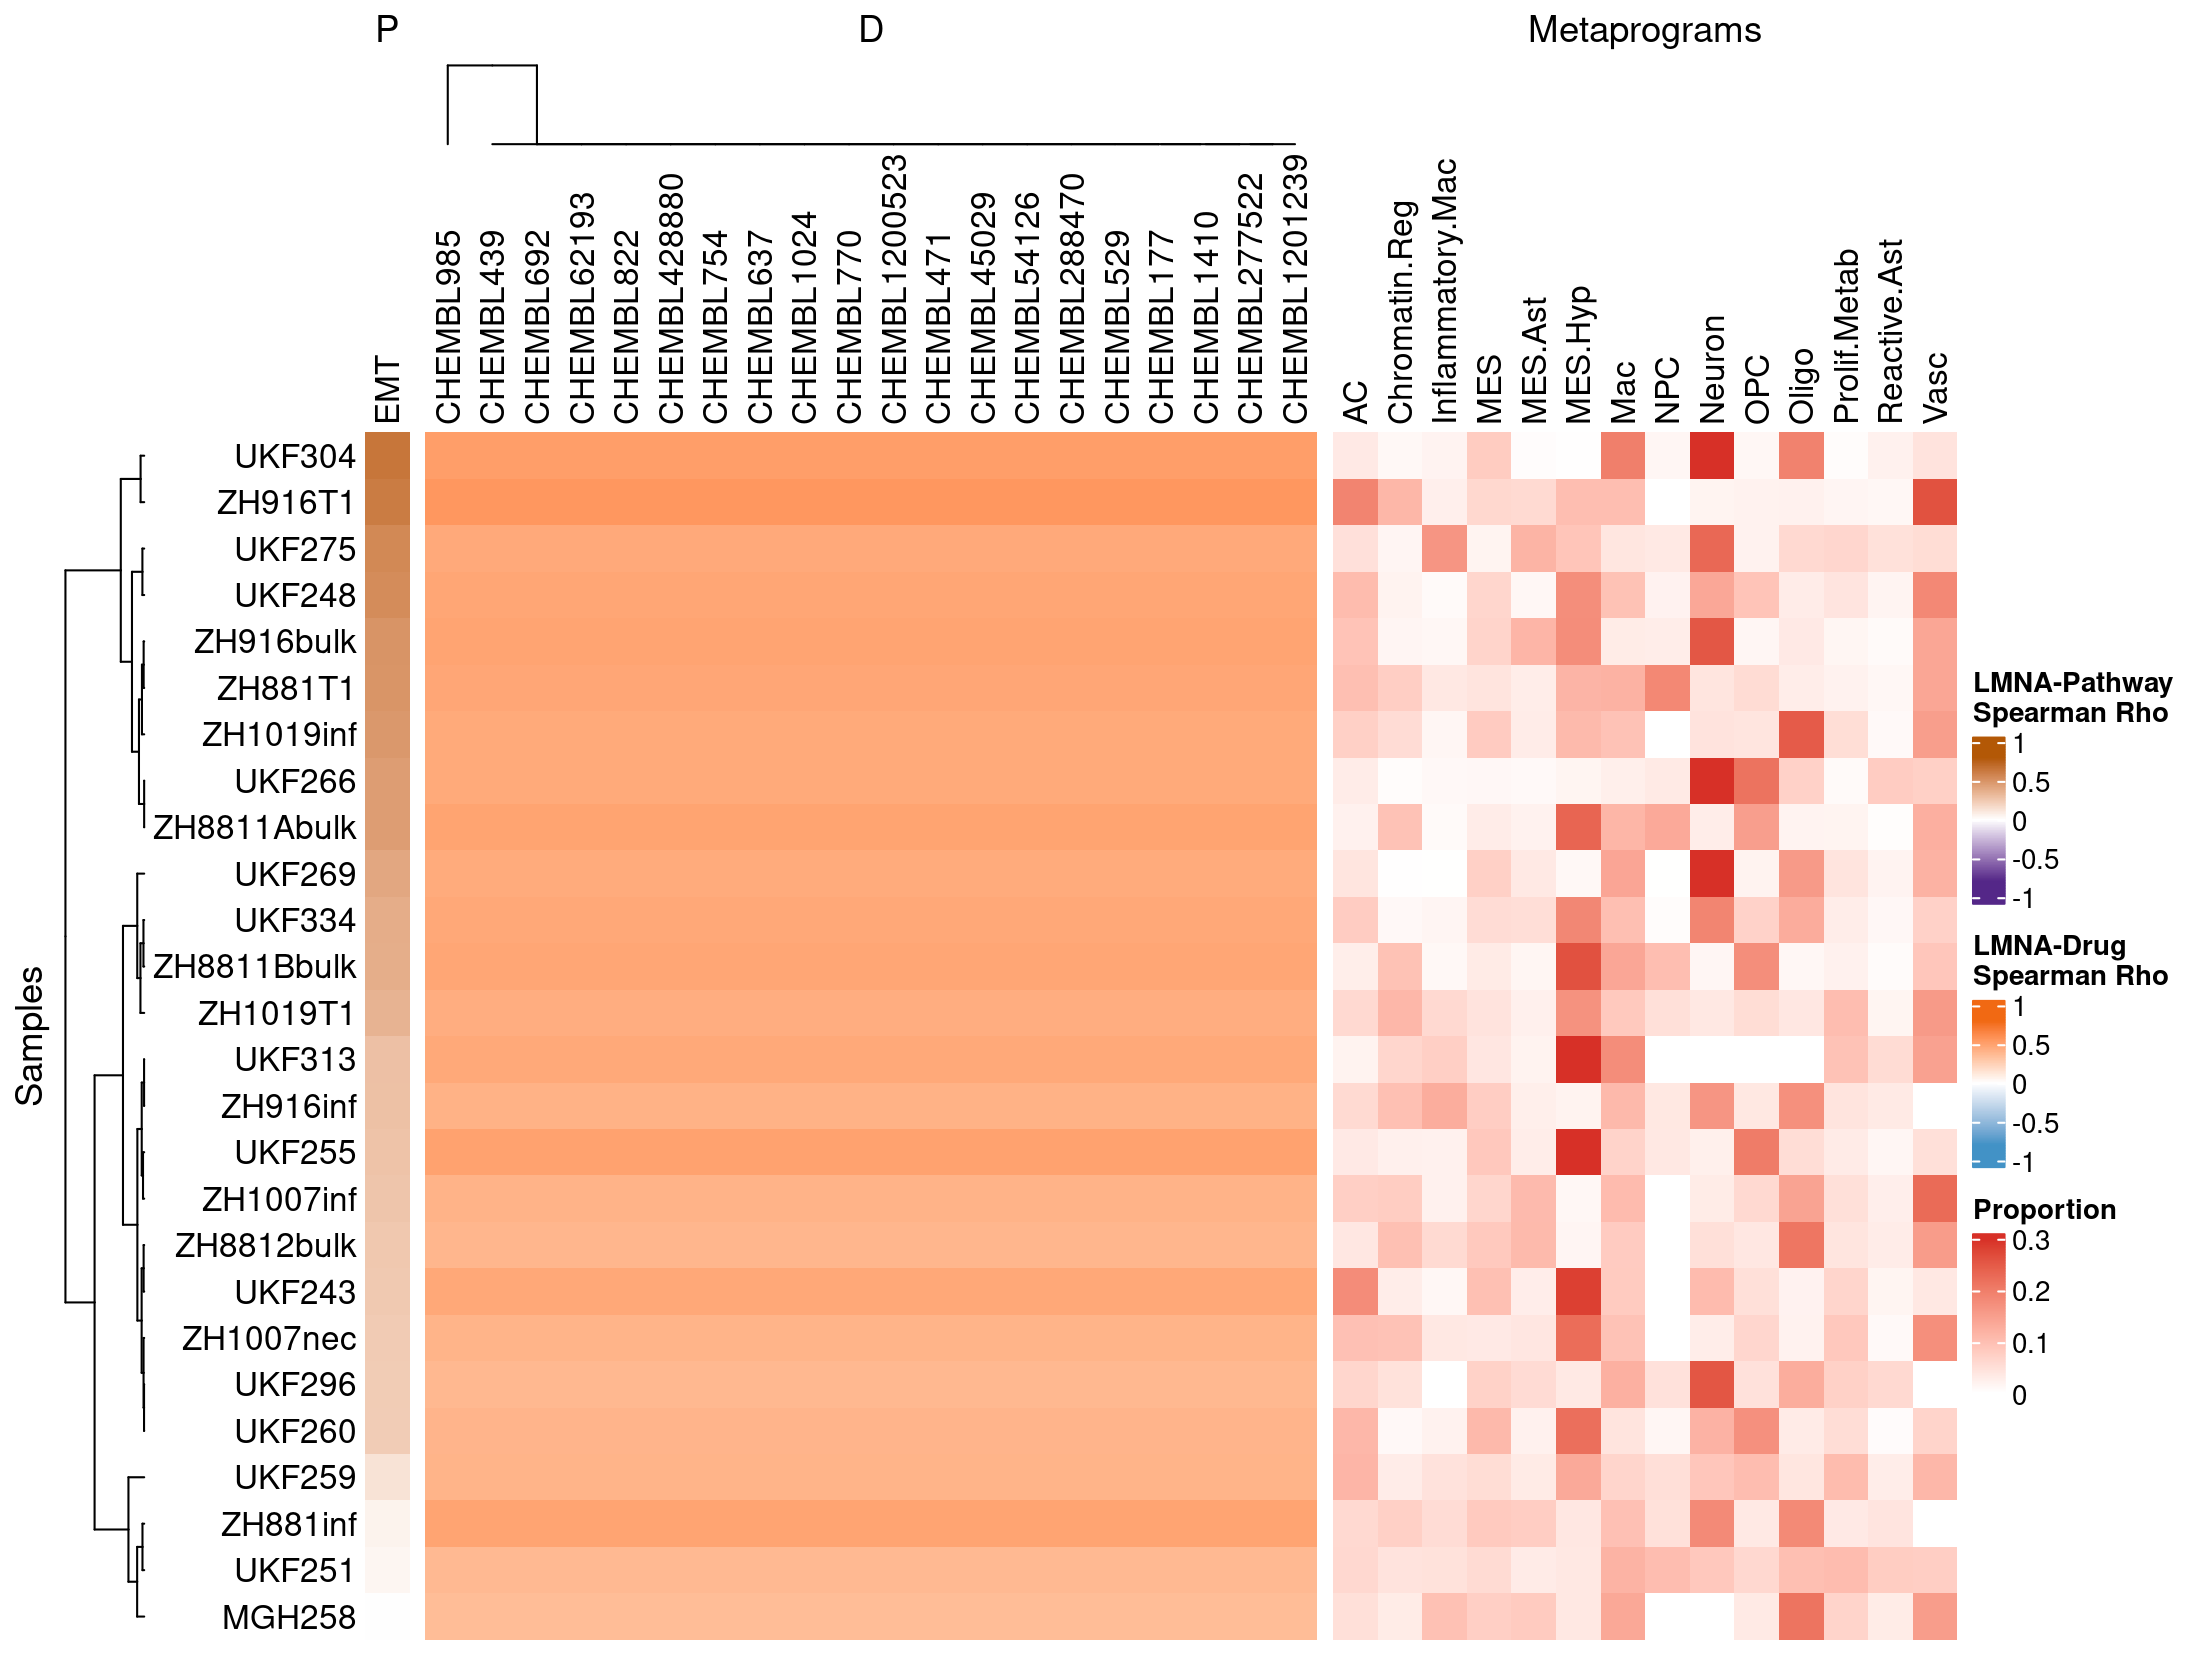 P
D
Metaprograms
EMT
CHEMBL985
CHEMBL439
CHEMBL692
CHEMBL62193
CHEMBL822
CHEMBL428880
CHEMBL754
CHEMBL637
CHEMBL1024
CHEMBL770
CHEMBL1200523
CHEMBL471
CHEMBL45029
CHEMBL54126
CHEMBL288470
CHEMBL529
CHEMBL177
CHEMBL1410
CHEMBL277522
CHEMBL1201239
AC
Chromatin.Reg
Inflammatory.Mac
MES
MES.Ast
MES.Hyp
Mac
NPC
Neuron
OPC
Oligo
Prolif.Metab
Reactive.Ast
Vasc
Samples
UKF304
ZH916T1
UKF275
UKF248
ZH916bulk
ZH881T1
ZH1019inf
UKF266
ZH8811Abulk
UKF269
UKF334
ZH8811Bbulk
ZH1019T1
UKF313
ZH916inf
UKF255
ZH1007inf
ZH8812bulk
UKF243
ZH1007nec
UKF296
UKF260
UKF259
ZH881inf
UKF251
MGH258
LMNA-Pathway
Spearman Rho
1
0.5
0
-0.5
-1
LMNA-Drug
Spearman Rho
1
0.5
0
-0.5
-1
Proportion
0.3
0.2
0.1
0